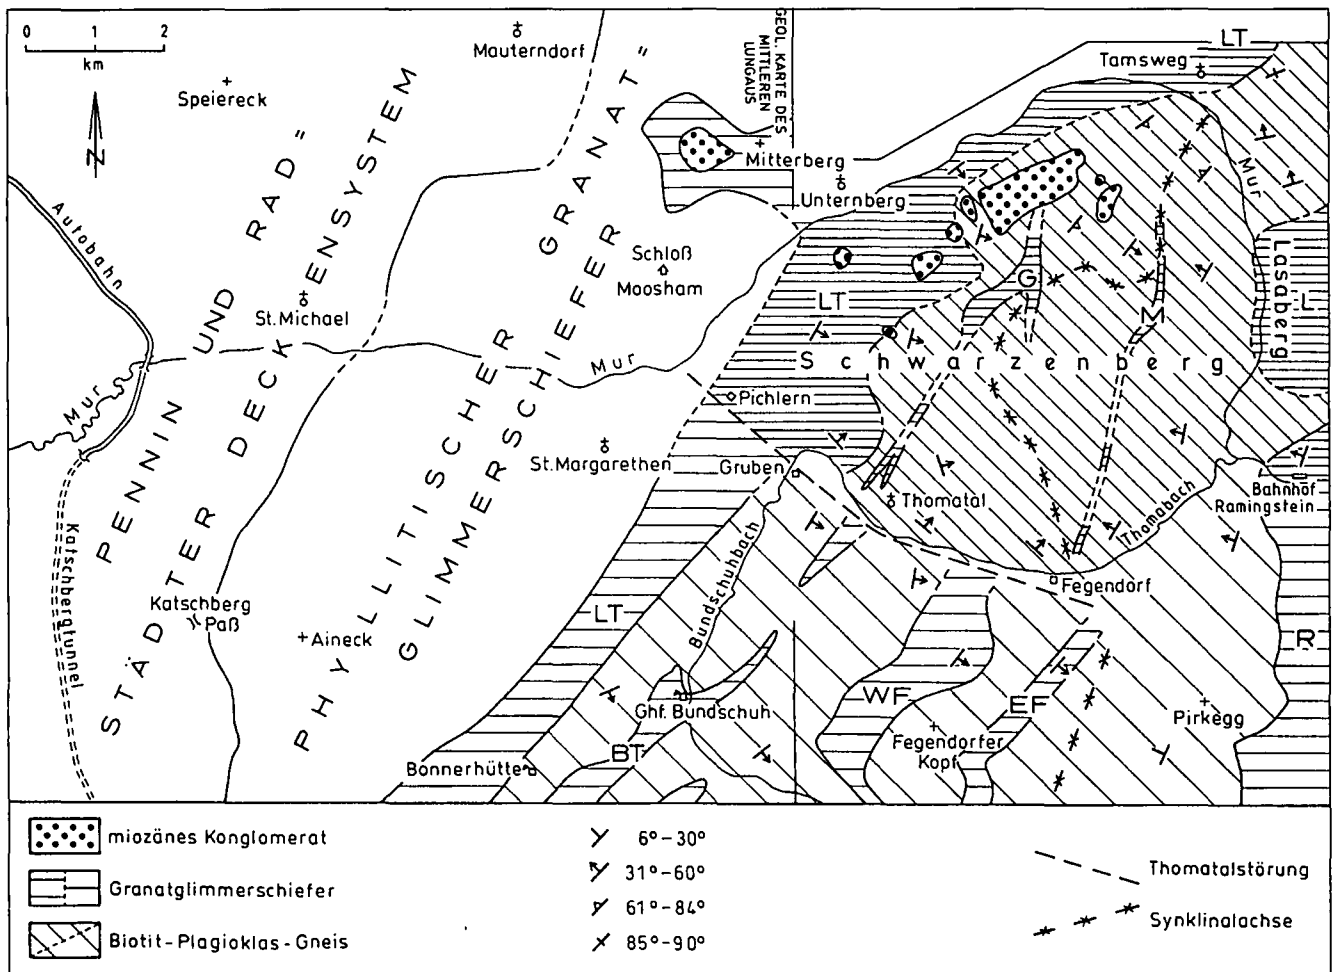 0 1 2
km
N
Mauterndorf
Speiereck
GEOL. KARTE DES
MITTLEREN
LUNGAUS
LT
Tamsweg
Mitterberg
Unternberg
Mur
Autobahn
PENNIN UND RAD=
STÄDTER DECKENSYSTEM
PHYLLITISCHER GRANAT=
GLIMMERSCHIEFER
Schloß
Moosham
St. Michael
LT
G
M
Lasaberg
L
Mur
Mur
Schwarzenberg
Pichlern
St. Margarethen
Gruben
Thomatal
Thomabach
Bahnhof
Ramingstein
Katschbergtunnel
Bundschuhbach
Fegendorf
Katschberg
Paß
Aineck
LT
R
WF
EF
Pirkegg
Ghf. Bundschuh
Fegendorfer
Kopf
BT
Bonnerhütte
miozänes Konglomerat
Granatglimmerschiefer
Biotit-Plagioklas-Gneis
6°-30°
31°-60°
61°-84°
85°-90°
Thomatalstörung
Synklinalachse